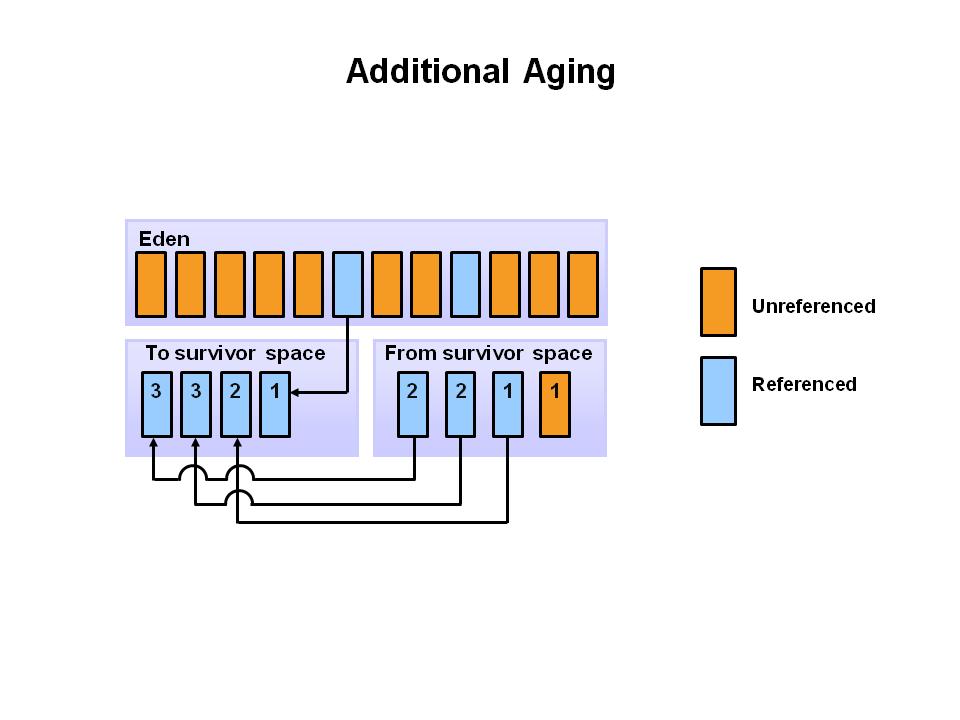 Additional Aging
Eden
To survivor space
From survivor space
3 3 2 1
2 2 1 1
Unreferenced
Referenced